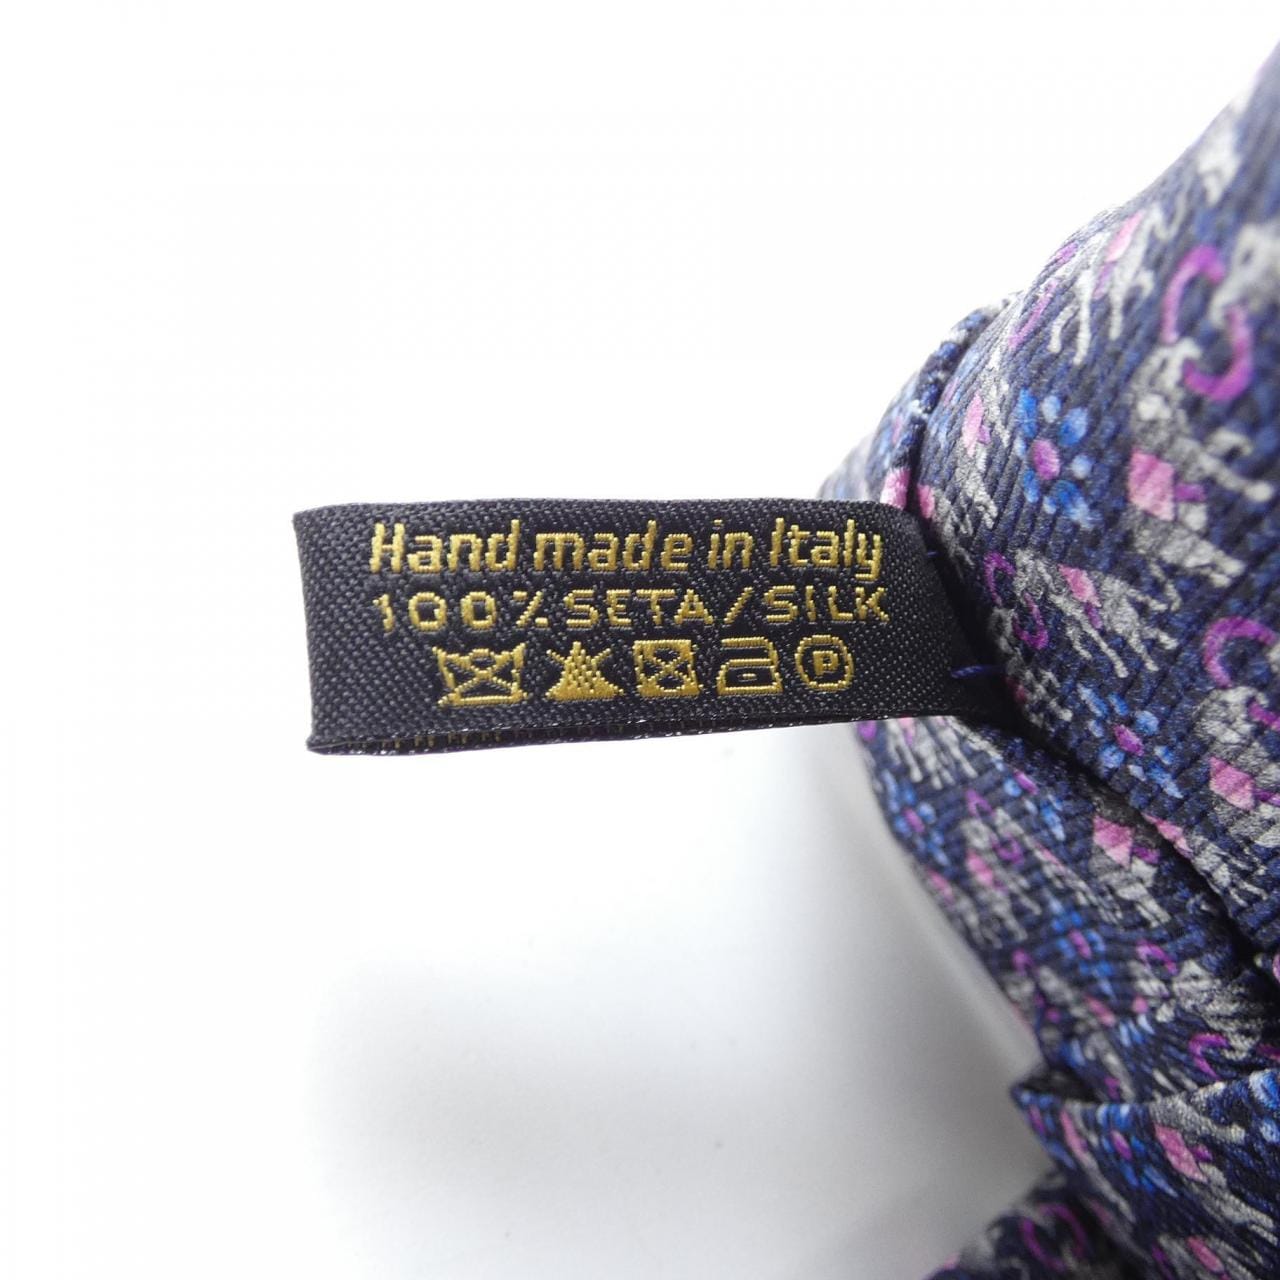 Hand made in Italy
100% SETA/SILK
P